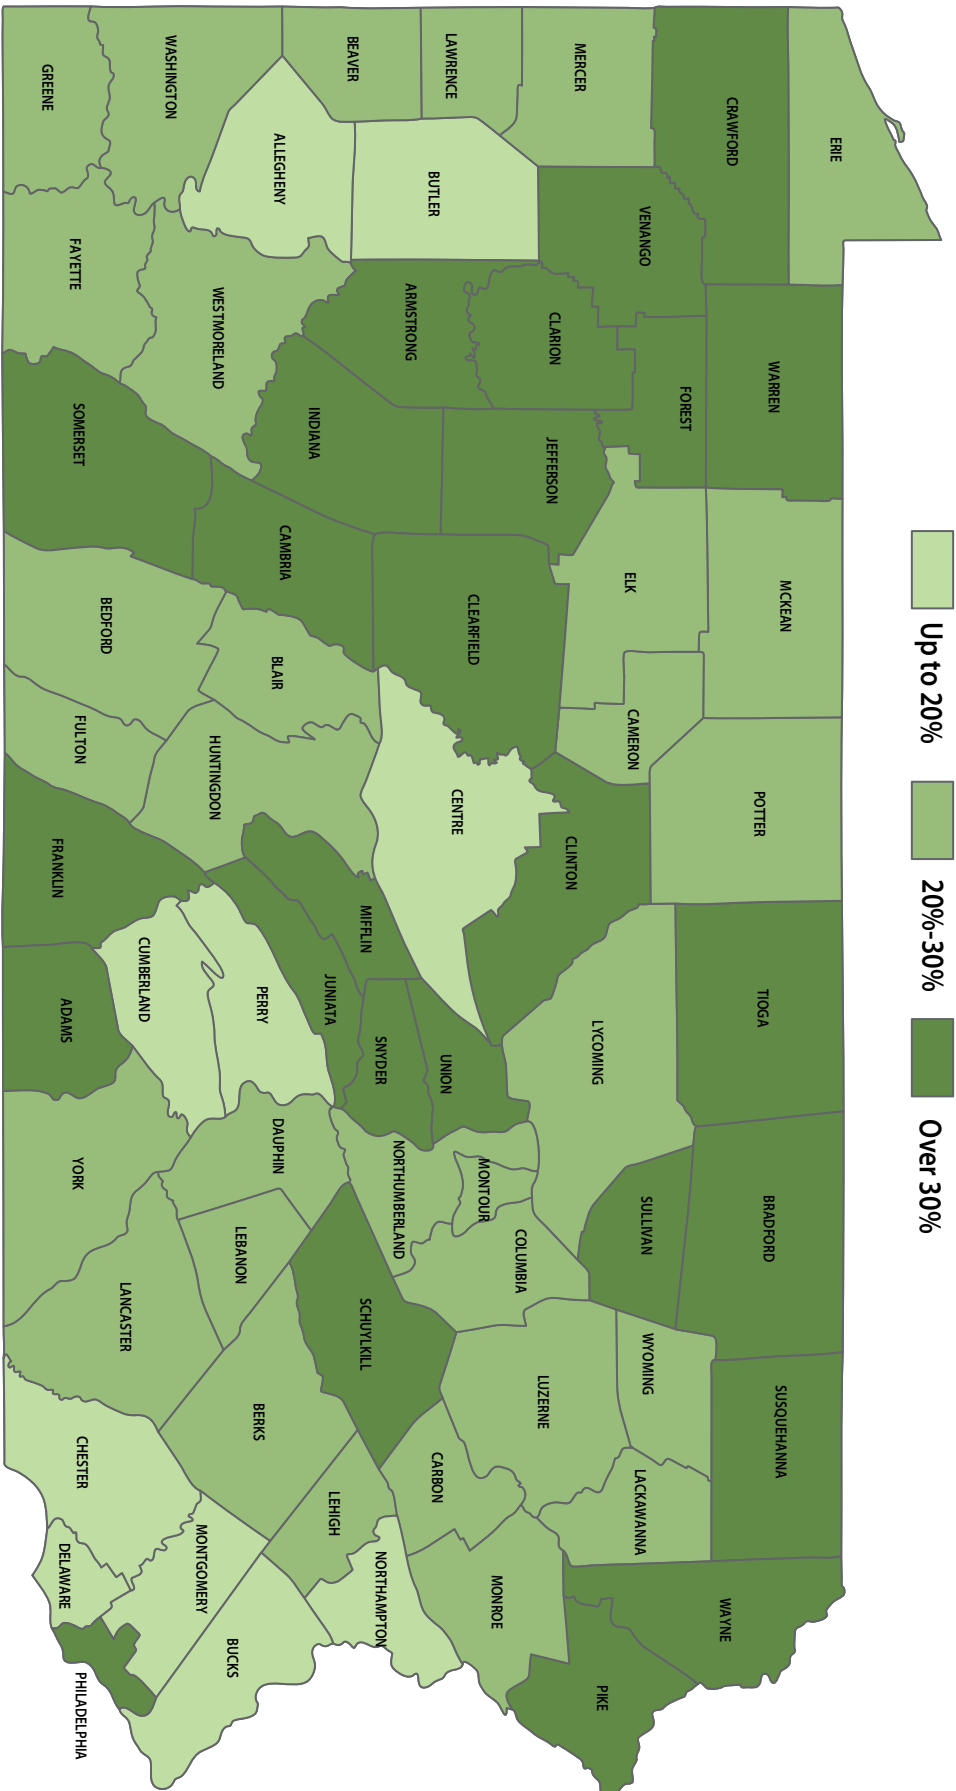 ERIE
CRAWFORD
WARREN
MCKEAN
POTTER
TIOGA
BRADFORD
SUSQUEHANNA
WAYNE
MERCER
VENANGO
FOREST
ELK
CAMERON
CLINTON
LYCOMING
SULLIVAN
WYOMING
LACKAWANNA
PIKE
LAWRENCE
BUTLER
CLARION
JEFFERSON
CLEARFIELD
CENTRE
UNION
MONTOUR
COLUMBIA
LUZERNE
MONROE
BEAVER
ARMSTRONG
INDIANA
MIFFLIN
SNYDER
NORTHUMBERLAND
SCHUYLKILL
CARBON
NORTHAMPTON
ALLEGHENY
WESTMORELAND
CAMBRIA
BLAIR
HUNTINGDON
JUNIATA
PERRY
DAUPHIN
LEBANON
BERKS
LEHIGH
BUCKS
WASHINGTON
CUMBERLAND
LANCASTER
MONTGOMERY
GREENE
FAYETTE
SOMERSET
BEDFORD
FULTON
FRANKLIN
ADAMS
YORK
CHESTER
DELAWARE
PHILADELPHIA
Up to 20%
20%-30%
Over 30%